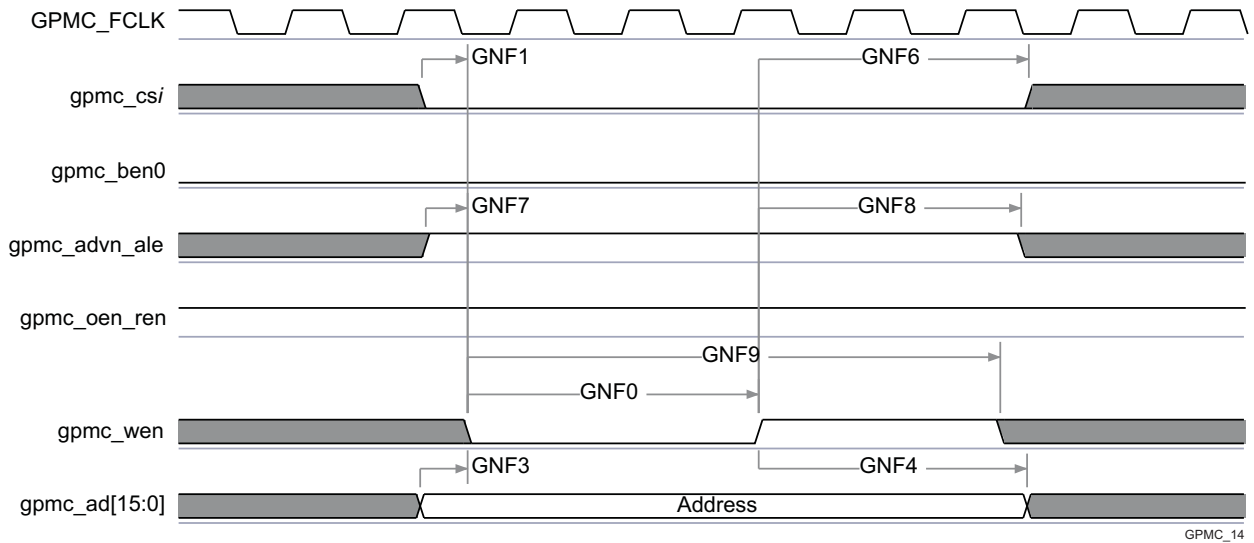 GPMC_FCLK
GNF1
GNF6
gpmc_csi
gpmc_ben0
GNF7
GNF8
gpmc_advn_ale
gpmc_oen_ren
GNF9
GNF0
gpmc_wen
GNF3
GNF4
gpmc_ad[15:0]
Address
GPMC_14